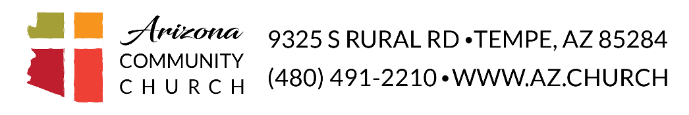 Arizona
COMMUNITY
CHURCH
9325 S RURAL RD •TEMPE, AZ 85284
(480) 491-2210 •WWW.AZ.CHURCH